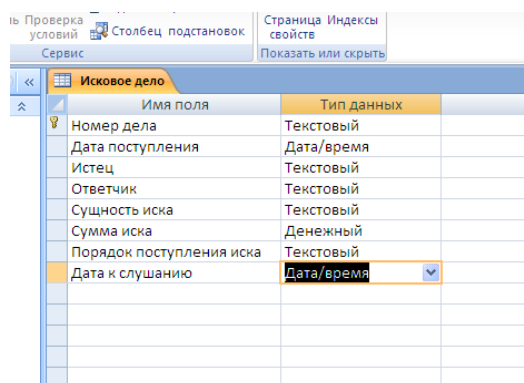 ь Проверка
условий
Столбец подстановок
Страница Индексы
свойств
Сервис
Показать или скрыть
Исковое дело
Имя поля Тип данных
Номер дела Текстовый
Дата поступления Дата/время
Истец Текстовый
Ответчик Текстовый
Сущность иска Текстовый
Сумма иска Денежный
Порядок поступления иска Текстовый
Дата к слушанию Дата/время